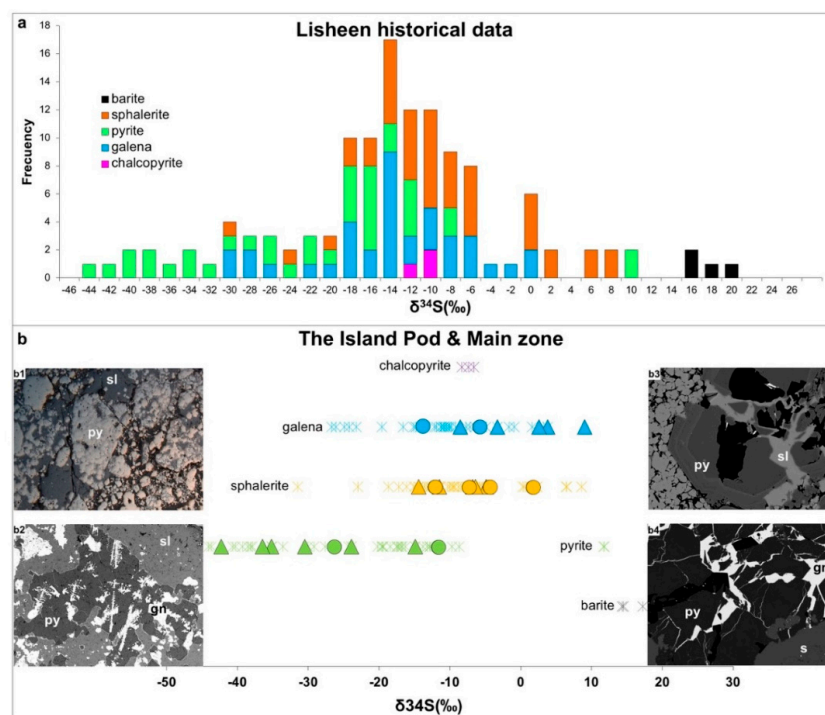 a
Lisheen historical data
18
16
14
12
10
8
6
4
2
0
Frecuency
barite
sphalerite
pyrite
galena
chalcopyrite
-46 -44 -42 -40 -38 -36 -34 -32 -30 -28 -26 -24 -22 -20 -18 -16 -14 -12 -10 -8 -6 -4 -2 0 2 4 6 8 10 12 14 16 18 20 22 24 26
δ³⁴S(‰)
b
The Island Pod & Main zone
b1
sl
py
chalcopyrite
galena
sphalerite
pyrite
barite
b3
py
sl
b2
sl
gn
py
b4
gn
py
s
-50 -40 -30 -20 -10 0 10 20 30
δ34S(‰)